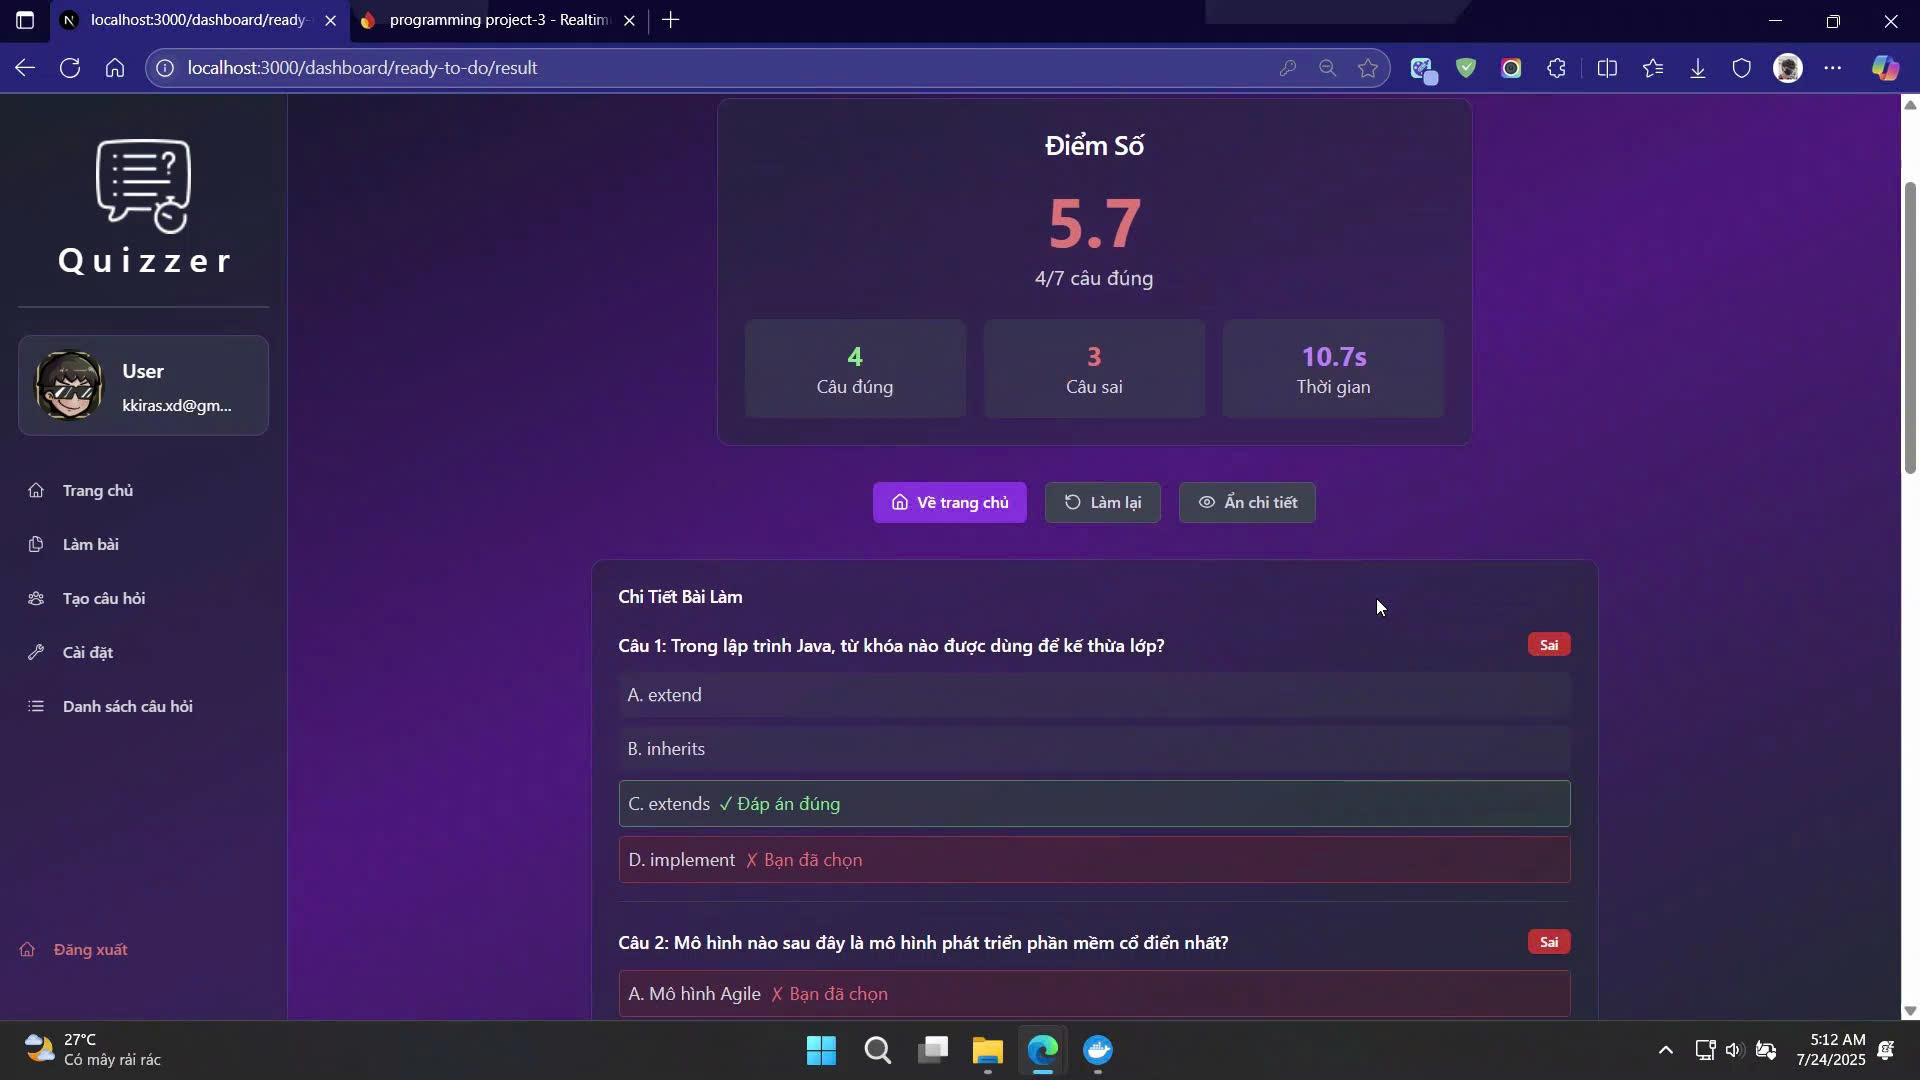 localhost:3000/dashboard/ready-
programming project-3 - Realtim
localhost:3000/dashboard/ready-to-do/result
Quizzer
User
kkiras.xd@gm...
Trang chủ
Làm bài
Tạo câu hỏi
Cài đặt
Danh sách câu hỏi
Đăng xuất
Điểm Số
5.7
4/7 câu đúng
4
Câu đúng
3
Câu sai
10.7s
Thời gian
Về trang chủ
Làm lại
Ẩn chi tiết
Chi Tiết Bài Làm
Câu 1: Trong lập trình Java, từ khóa nào được dùng để kế thừa lớp?
Sai
A. extend
B. inherits
C. extends ✓ Đáp án đúng
D. implement ✗ Bạn đã chọn
Câu 2: Mô hình nào sau đây là mô hình phát triển phần mềm cổ điển nhất?
Sai
A. Mô hình Agile ✗ Bạn đã chọn
27°C
Có mây rải rác
5:12 AM
7/24/2025